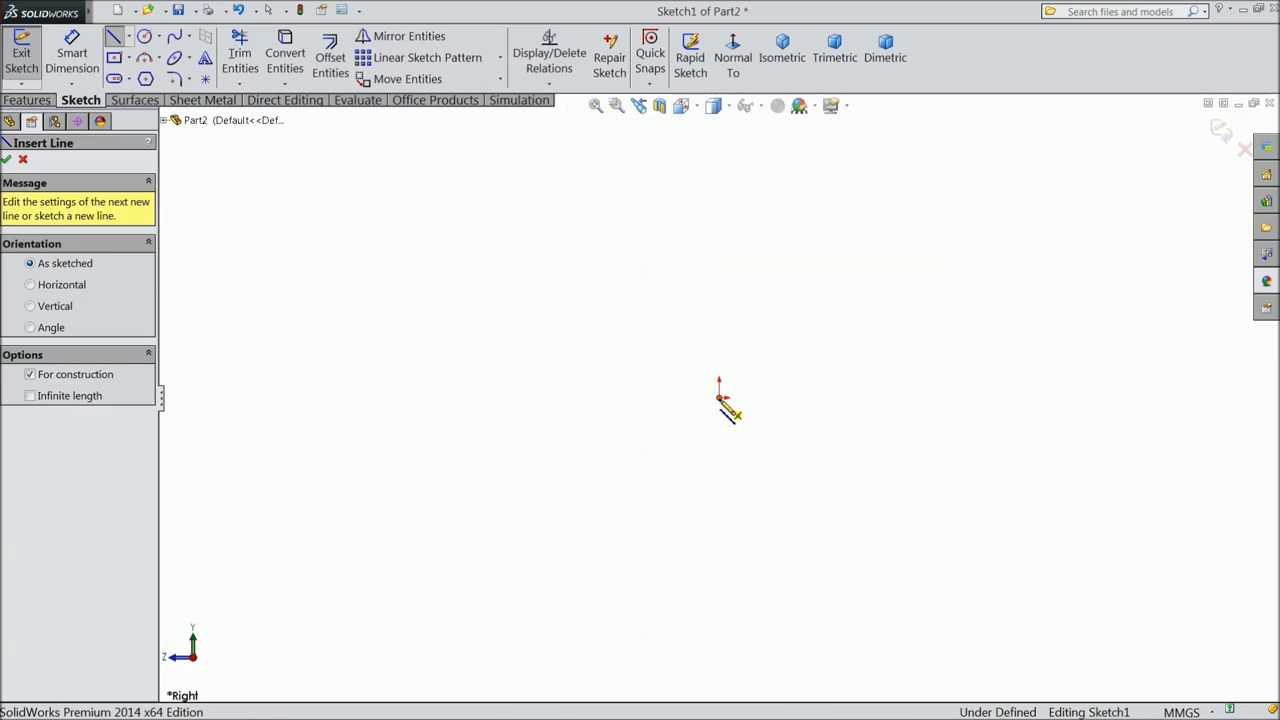 SOLIDWORKS
Sketch1 of Part2 *
Search files and models
Exit Sketch
Smart Dimension
Trim Entities
Convert Entities
Offset Entities
Mirror Entities
Linear Sketch Pattern
Move Entities
Display/Delete Relations
Repair Sketch
Quick Snaps
Rapid Sketch
Normal To
Isometric
Trimetric
Dimetric
Features
Sketch
Surfaces
Sheet Metal
Direct Editing
Evaluate
Office Products
Simulation
Part2 (Default<<Def...
Insert Line
?
Message
Edit the settings of the next new
line or sketch a new line.
Orientation
As sketched
Horizontal
Vertical
Angle
Options
For construction
Infinite length
Y
Z
*Right
SolidWorks Premium 2014 x64 Edition
Under Defined
Editing Sketch1
MMGS